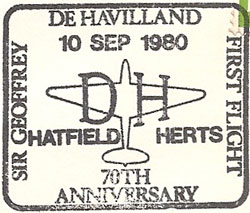 DE HAVILLAND
10 SEP 1980
SIR GEOFFREY
FIRST FLIGHT
D H
HATFIELD HERTS
70TH
ANNIVERSARY